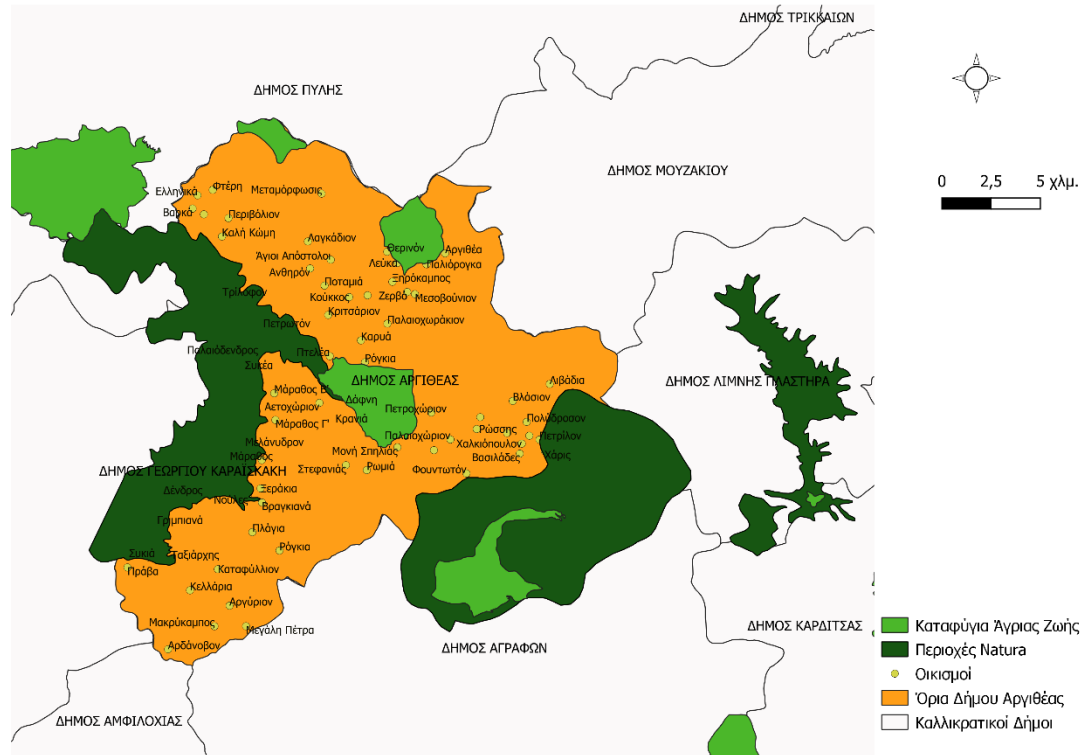 ΔΗΜΟΣ ΤΡΙΚΚΑΙΩΝ
ΔΗΜΟΣ ΠΥΛΗΣ
ΔΗΜΟΣ ΜΟΥΖΑΚΙΟΥ
0 2,5 5 χλμ.
Ελληνικά
Φτέρη
Μεταμόρφωσις
Βαρκά
Περιβόλιον
Καλή Κώμη
Λαγκάδιον
Θερινόν
Αργιθέα
Άγιοι Απόστολοι
Λεύκα
Παλιόρογκα
Ανθηρόν
Ξηρόκαμπος
Ποταμιά
Τρίλοφον
Κούκκος
Ζερβό
Μεσοβούνιον
Κριτσάριον
Πετρωτόν
Παλαιοχωράκιον
Καρυά
Παλαιόδενδρος
Πτελέα
Ρόγκια
Συκέα
ΔΗΜΟΣ ΑΡΓΙΘΕΑΣ
Λιβάδια
ΔΗΜΟΣ ΛΙΜΝΗΣ ΠΛΑΣΤΗΡΑ
Μάραθος Β'
Δάφνη
Βλάσιον
Αετοχώριον
Πετροχώριον
Μάραθος Γ'
Κρανιά
Πολύδροσον
Ρώσσης
Μελάνυδρον
Παλαιοχώριον
Πετρίλον
Χαλκιόπουλον
Μάραθος
Μονή Σπηλιάς
Βασιλάδες
Χάρις
ΔΗΜΟΣ ΓΕΩΡΓΙΟΥ ΚΑΡΑΪΣΚΑΚΗ
Στεφανιάς
Ρωμιά
Φουντωτόν
Δένδρος
Ξεράκια
Νούλες
Βραγκιανά
Γριμπιανά
Πλάγια
Ρόγκια
Συκιά
Ταξιάρχης
Πράβα
Καταφύλλιον
Κελλάρια
Αργύριον
Μακρύκαμπος
Μεγάλη Πέτρα
Αρδάνοβον
ΔΗΜΟΣ ΑΓΡΑΦΩΝ
ΔΗΜΟΣ ΚΑΡΔΙΤΣΑΣ
ΔΗΜΟΣ ΑΜΦΙΛΟΧΙΑΣ
Καταφύγια Άγριας Ζωής
Περιοχές Natura
Οικισμοί
Όρια Δήμου Αργιθέας
Καλλικρατικοί Δήμοι